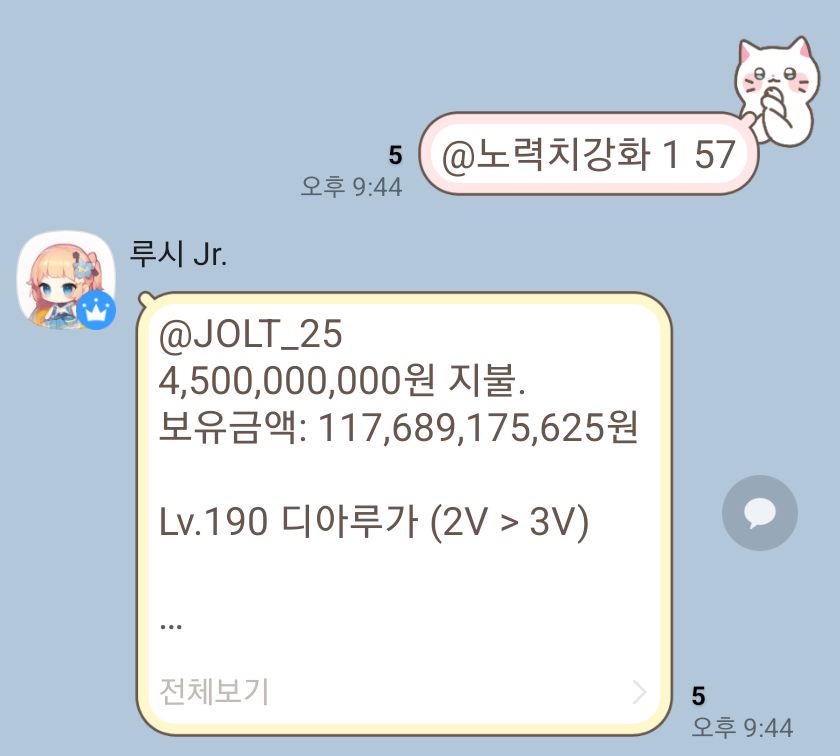 @노력치강화 1 57
5
오후 9:44
루시 Jr.
@JOLT_25
4,500,000,000원 지불.
보유금액: 117,689,175,625원
Lv.190 디아루가 (2V > 3V)
...
전체보기
5
오후 9:44